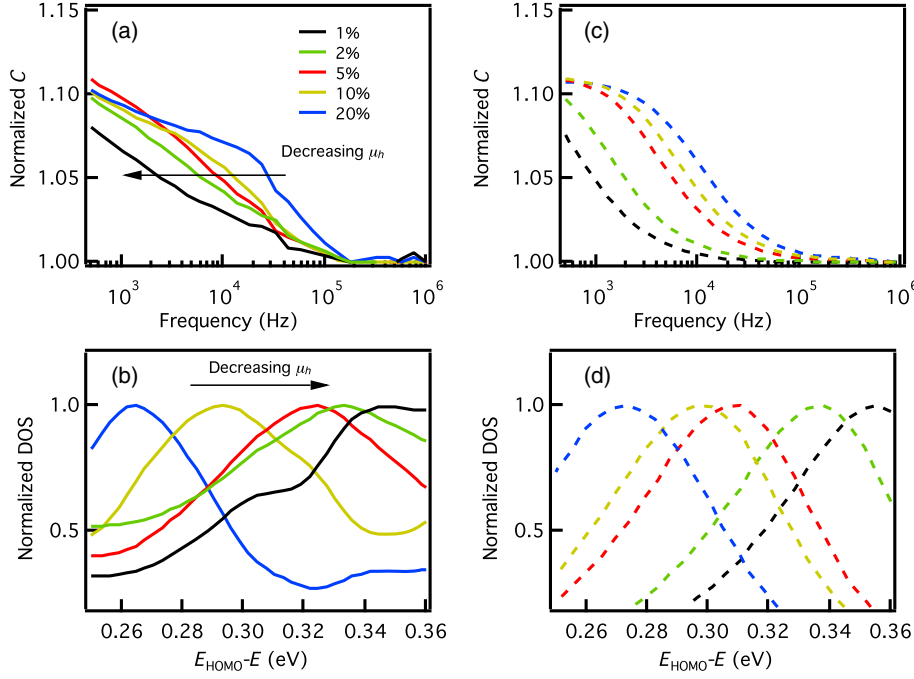 (a)
1.15
1.10
1.05
1.00
Normalized C
1%
2%
5%
10%
20%
Decreasing μh
10³ 10⁴ 10⁵ 10⁶
Frequency (Hz)
(c)
1.15
1.10
1.05
1.00
Normalized C
10³ 10⁴ 10⁵ 10⁶
Frequency (Hz)
(b)
Decreasing μh
1.0
0.5
Normalized DOS
0.26 0.28 0.30 0.32 0.34 0.36
EHOMO-E (eV)
(d)
1.0
0.5
Normalized DOS
0.26 0.28 0.30 0.32 0.34 0.36
EHOMO-E (eV)